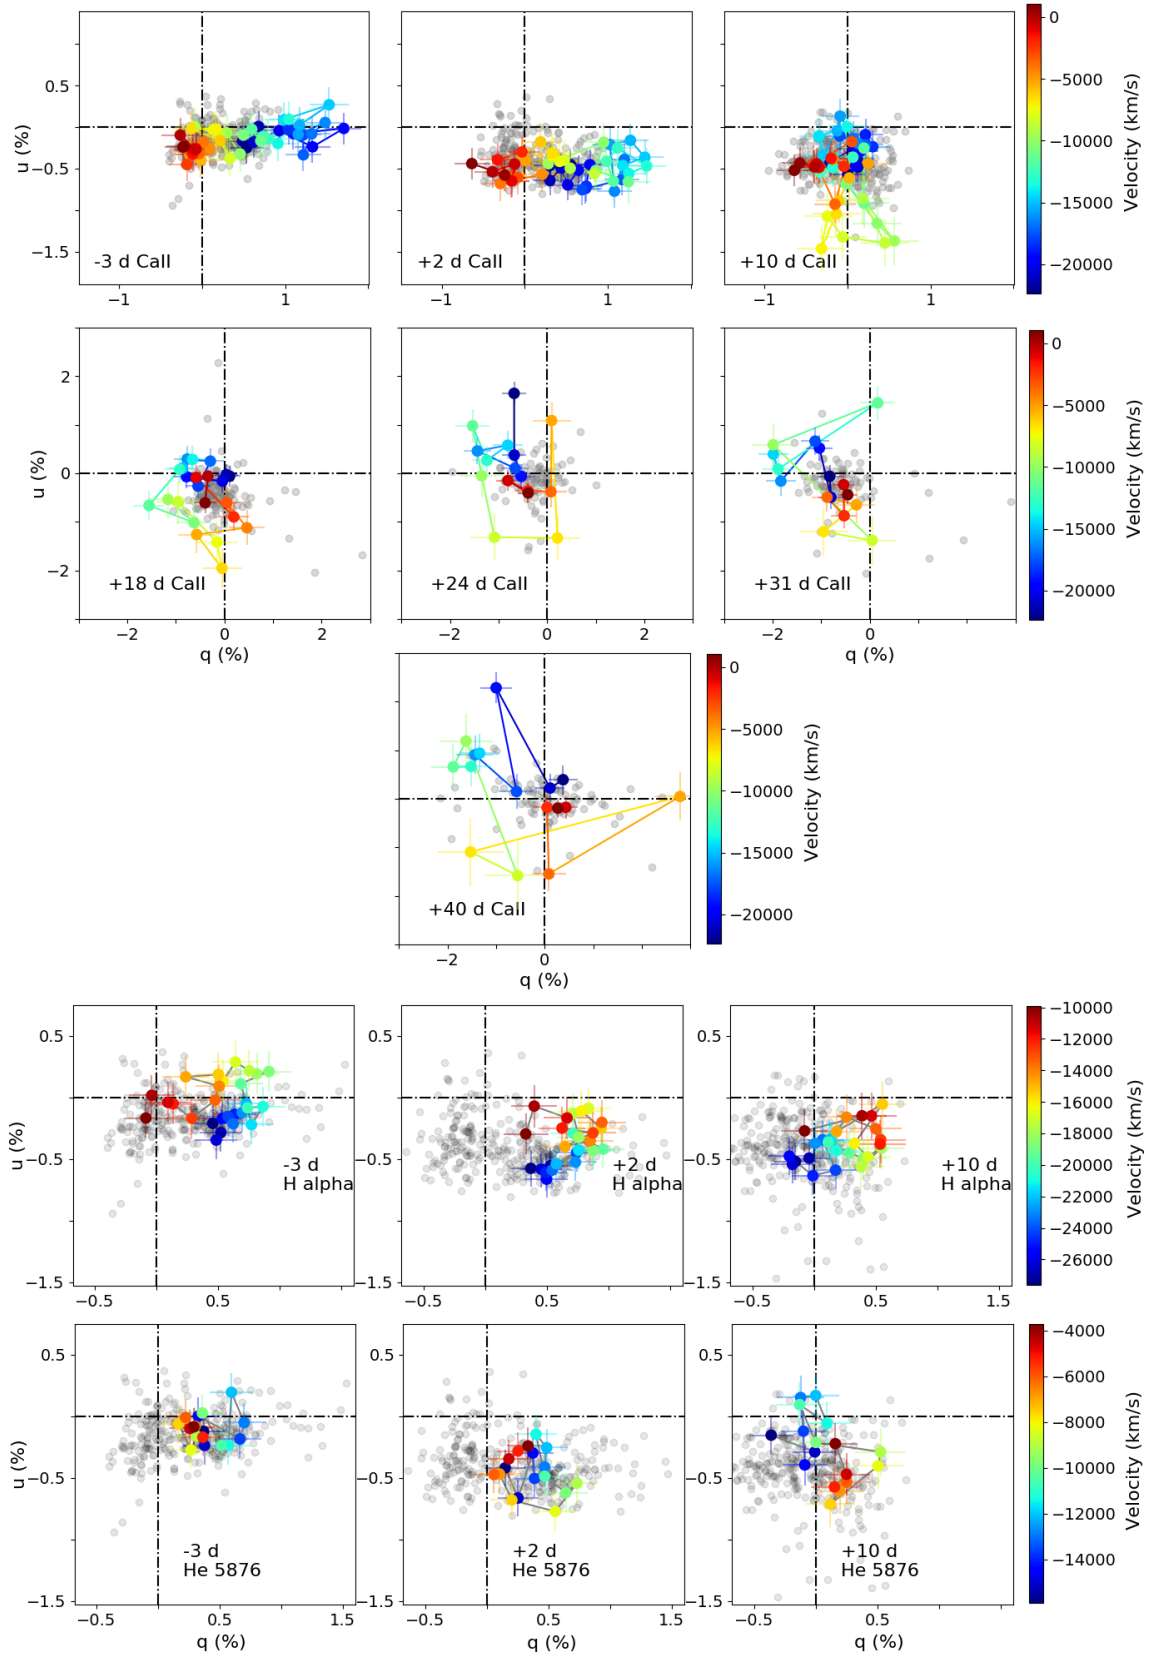 0.5
−0.5
−1.5
u (%)
-3 d CaII
+2 d CaII
+10 d CaII
−1
1
−1
1
−1
1
0
−5000
−10000
−15000
−20000
Velocity (km/s)
2
0
−2
u (%)
+18 d CaII
+24 d CaII
+31 d CaII
−2
0
2
−2
0
2
−2
0
q (%)
q (%)
q (%)
0
−5000
−10000
−15000
−20000
Velocity (km/s)
+40 d CaII
−2
0
q (%)
0
−5000
−10000
−15000
−20000
Velocity (km/s)
0.5
−0.5
−1.5
u (%)
-3 d
H alpha
−0.5
0.5
0.5
−0.5
−1.5
+2 d
H alpha
−0.5
0.5
0.5
−0.5
−1.5
+10 d
H alpha
−0.5
0.5
1.5
−10000
−12000
−14000
−16000
−18000
−20000
−22000
−24000
−26000
Velocity (km/s)
0.5
−0.5
−1.5
u (%)
-3 d
He 5876
−0.5
0.5
1.5
q (%)
0.5
−0.5
−1.5
+2 d
He 5876
−0.5
0.5
1.5
q (%)
0.5
−0.5
−1.5
+10 d
He 5876
−0.5
0.5
q (%)
−4000
−6000
−8000
−10000
−12000
−14000
Velocity (km/s)